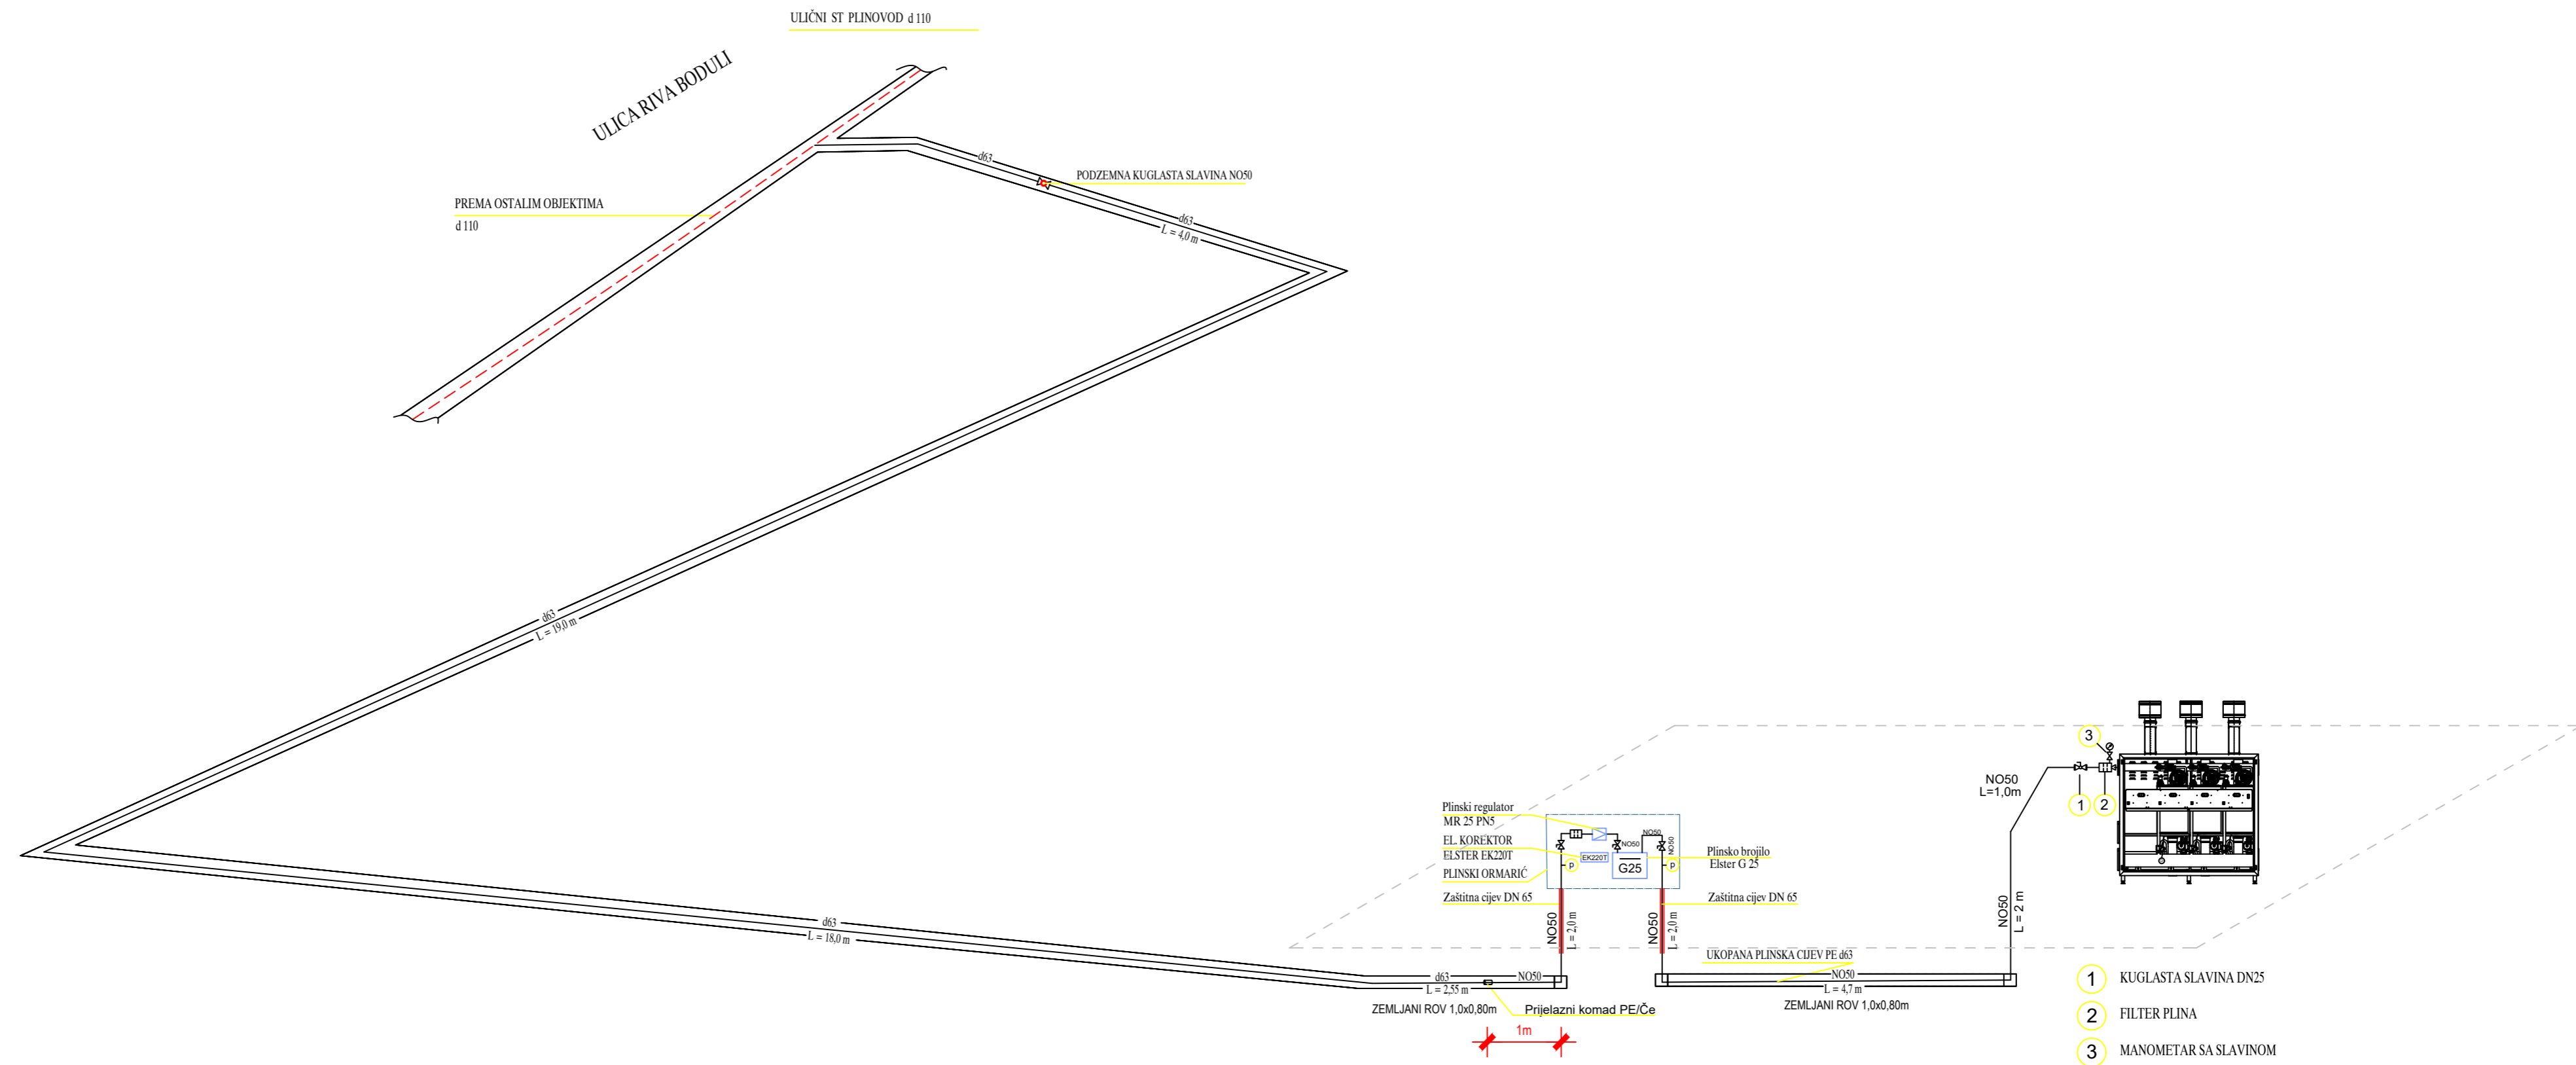 ULIČNI ST PLINOVOD d 110
ULICA RIVA BODULI
d63
PODZEMNA KUGLASTA SLAVINA NO50
PREMA OSTALIM OBJEKTIMA
d 110
d63
L = 4,0 m
d63
L = 19,0 m
3
NO50
L=1,0m
1
2
Plinski regulator
MR 25 PN5
EL. KOREKTOR
ELSTER EK220T
PLINSKI ORMARIĆ
NO50
NO50
NO50
EK220T
G25
P
P
Plinsko brojilo
Elster G 25
Zaštitna cijev DN 65
Zaštitna cijev DN 65
NO50
L = 2,0 m
NO50
L = 2,0 m
NO50
L = 2 m
d63
L = 18,0 m
UKOPANA PLINSKA CIJEV PE d63
d63
NO50
L = 2,55 m
NO50
L = 4,7 m
ZEMLJANI ROV 1,0x0,80m
Prijelazni komad PE/Če
ZEMLJANI ROV 1,0x0,80m
1m
1 KUGLASTA SLAVINA DN25
2 FILTER PLINA
3 MANOMETAR SA SLAVINOM